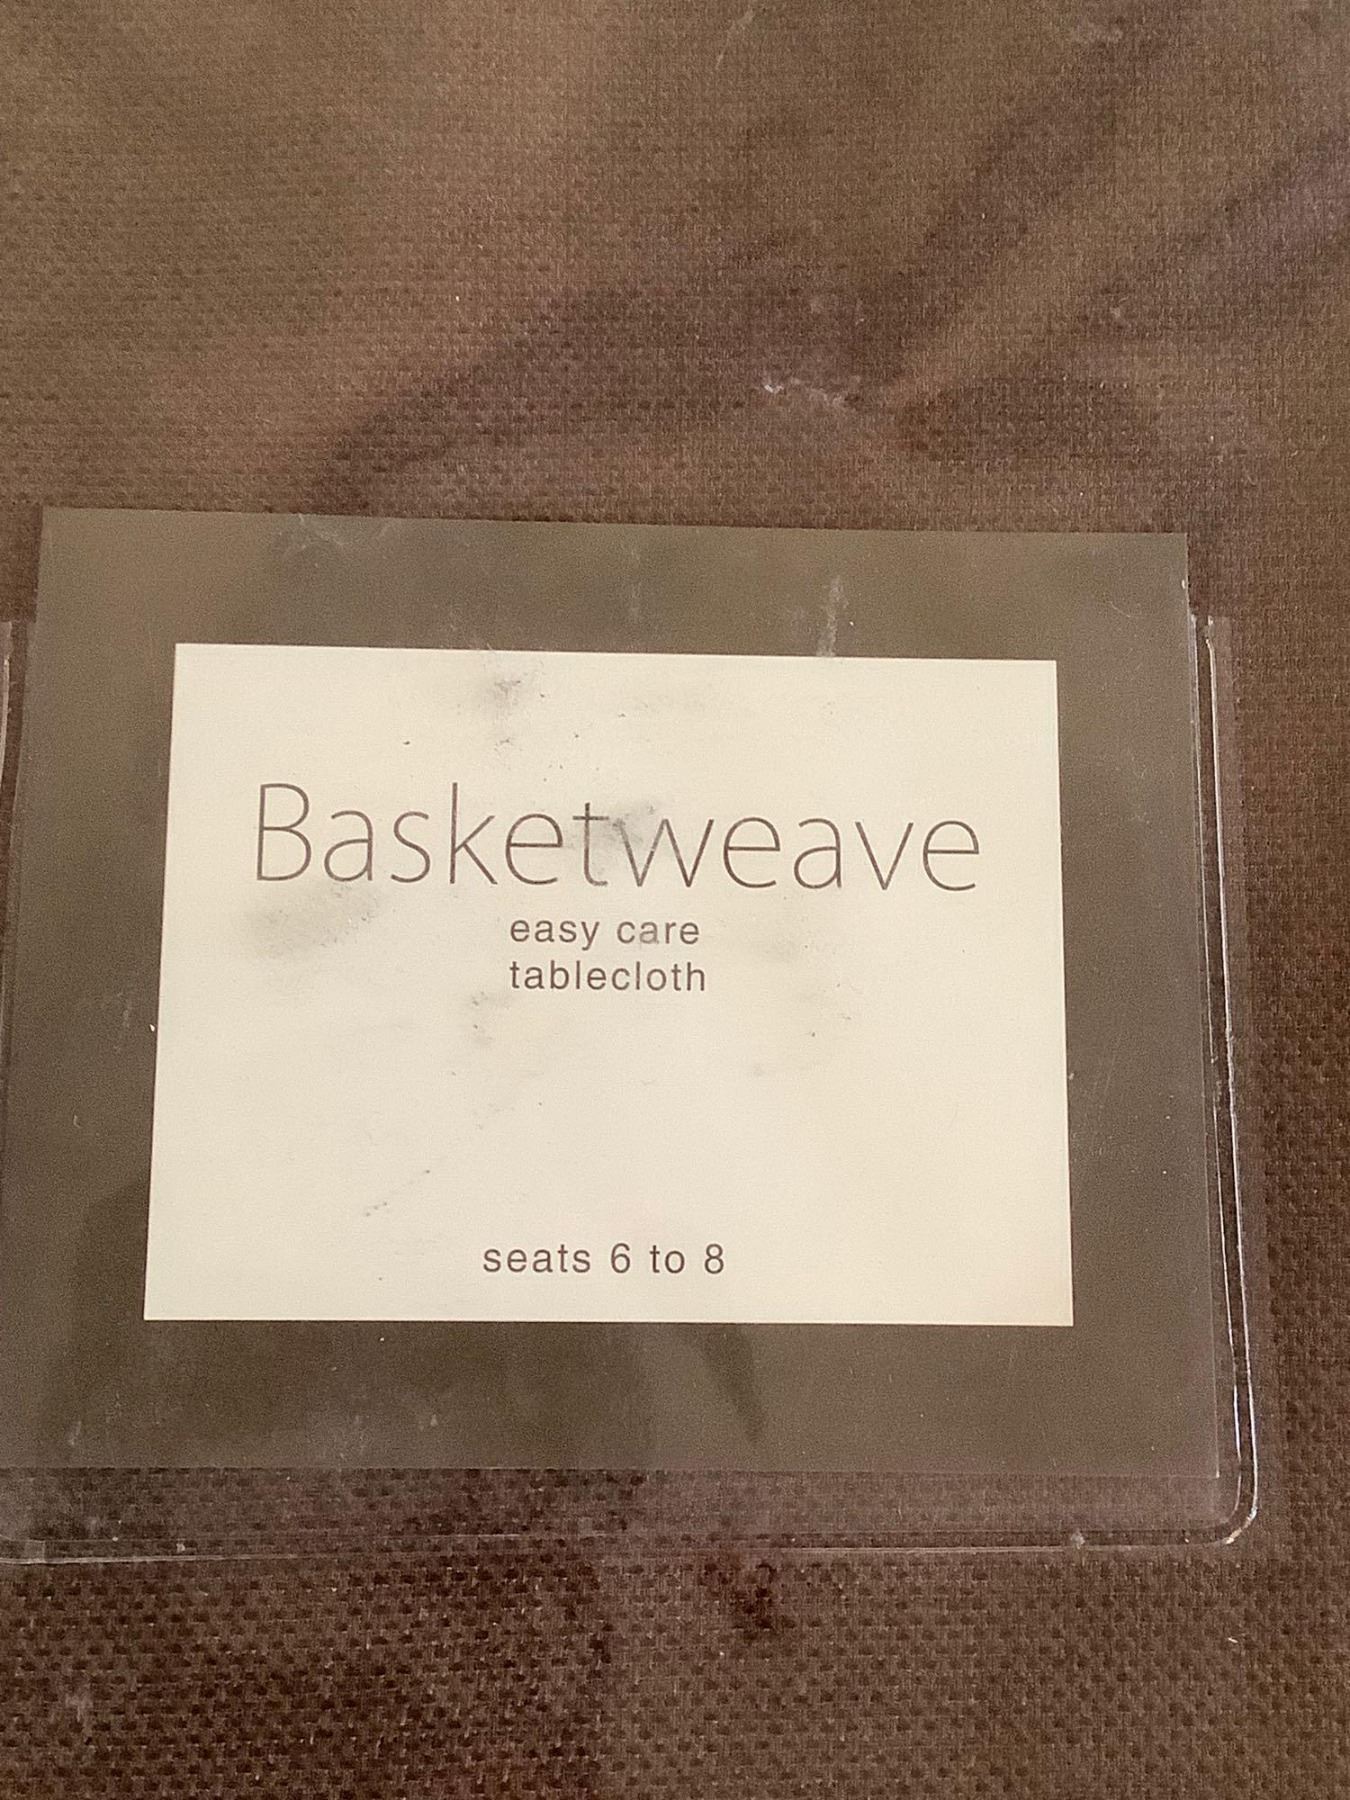 Basketweave
easy care
tablecloth
seats 6 to 8